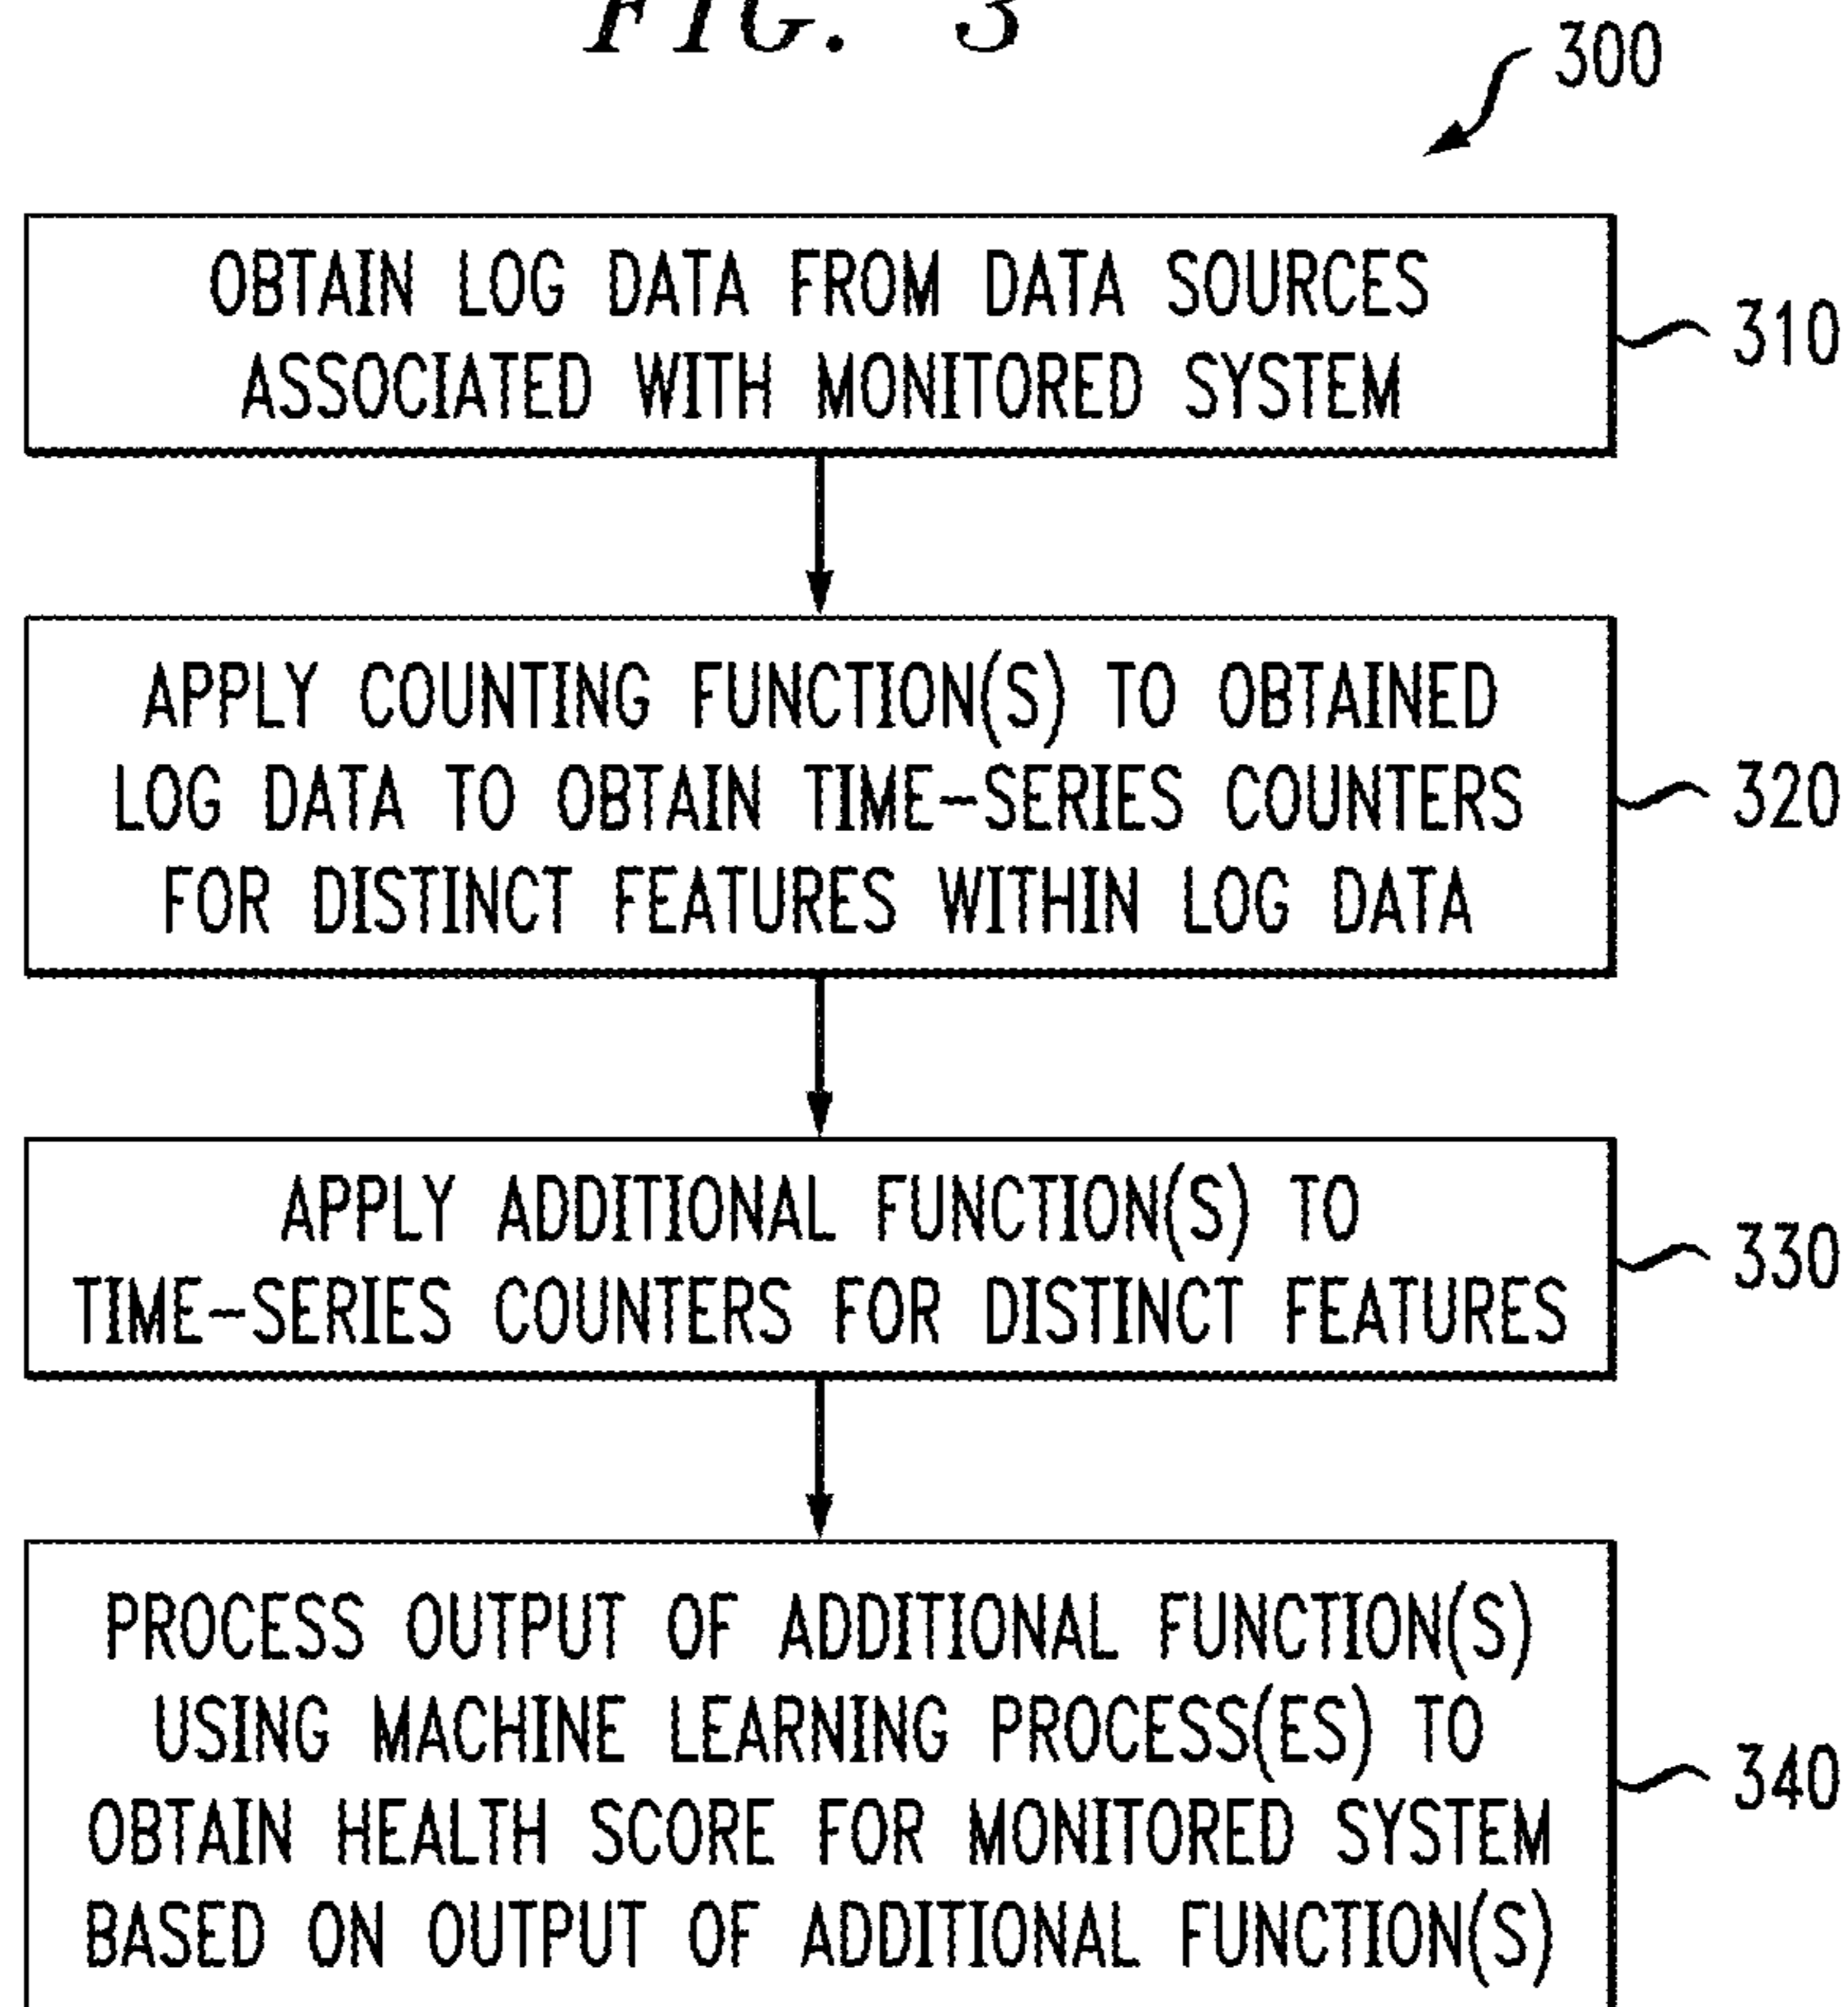 FIG. 3
300
OBTAIN LOG DATA FROM DATA SOURCES
ASSOCIATED WITH MONITORED SYSTEM
310
APPLY COUNTING FUNCTION(S) TO OBTAINED
LOG DATA TO OBTAIN TIME-SERIES COUNTERS
FOR DISTINCT FEATURES WITHIN LOG DATA
320
APPLY ADDITIONAL FUNCTION(S) TO
TIME-SERIES COUNTERS FOR DISTINCT FEATURES
330
PROCESS OUTPUT OF ADDITIONAL FUNCTION(S)
USING MACHINE LEARNING PROCESS(ES) TO
OBTAIN HEALTH SCORE FOR MONITORED SYSTEM
BASED ON OUTPUT OF ADDITIONAL FUNCTION(S)
340